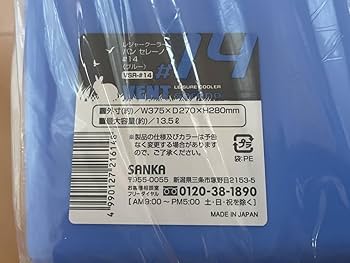 レジャークーラー
バン セレーノ
#14
〈ブルー〉
VSR-#14
#14
LEISURE COOLER
■外寸(約)/W375×D270×H280mm
■最大容量(約)/13.5ℓ
※製品の仕様及びカラーは予告
なく変更する場合があります
ので、ご了承ください。
プラ
袋:PE
SANKA
〒955-0055 新潟県三条市塚野目2153-5
お客様相談室
フリーダイヤル 0120-38-1890
[AM9:00~PM5:00 土・日・祝を除く]
MADE IN JAPAN
4990127216148